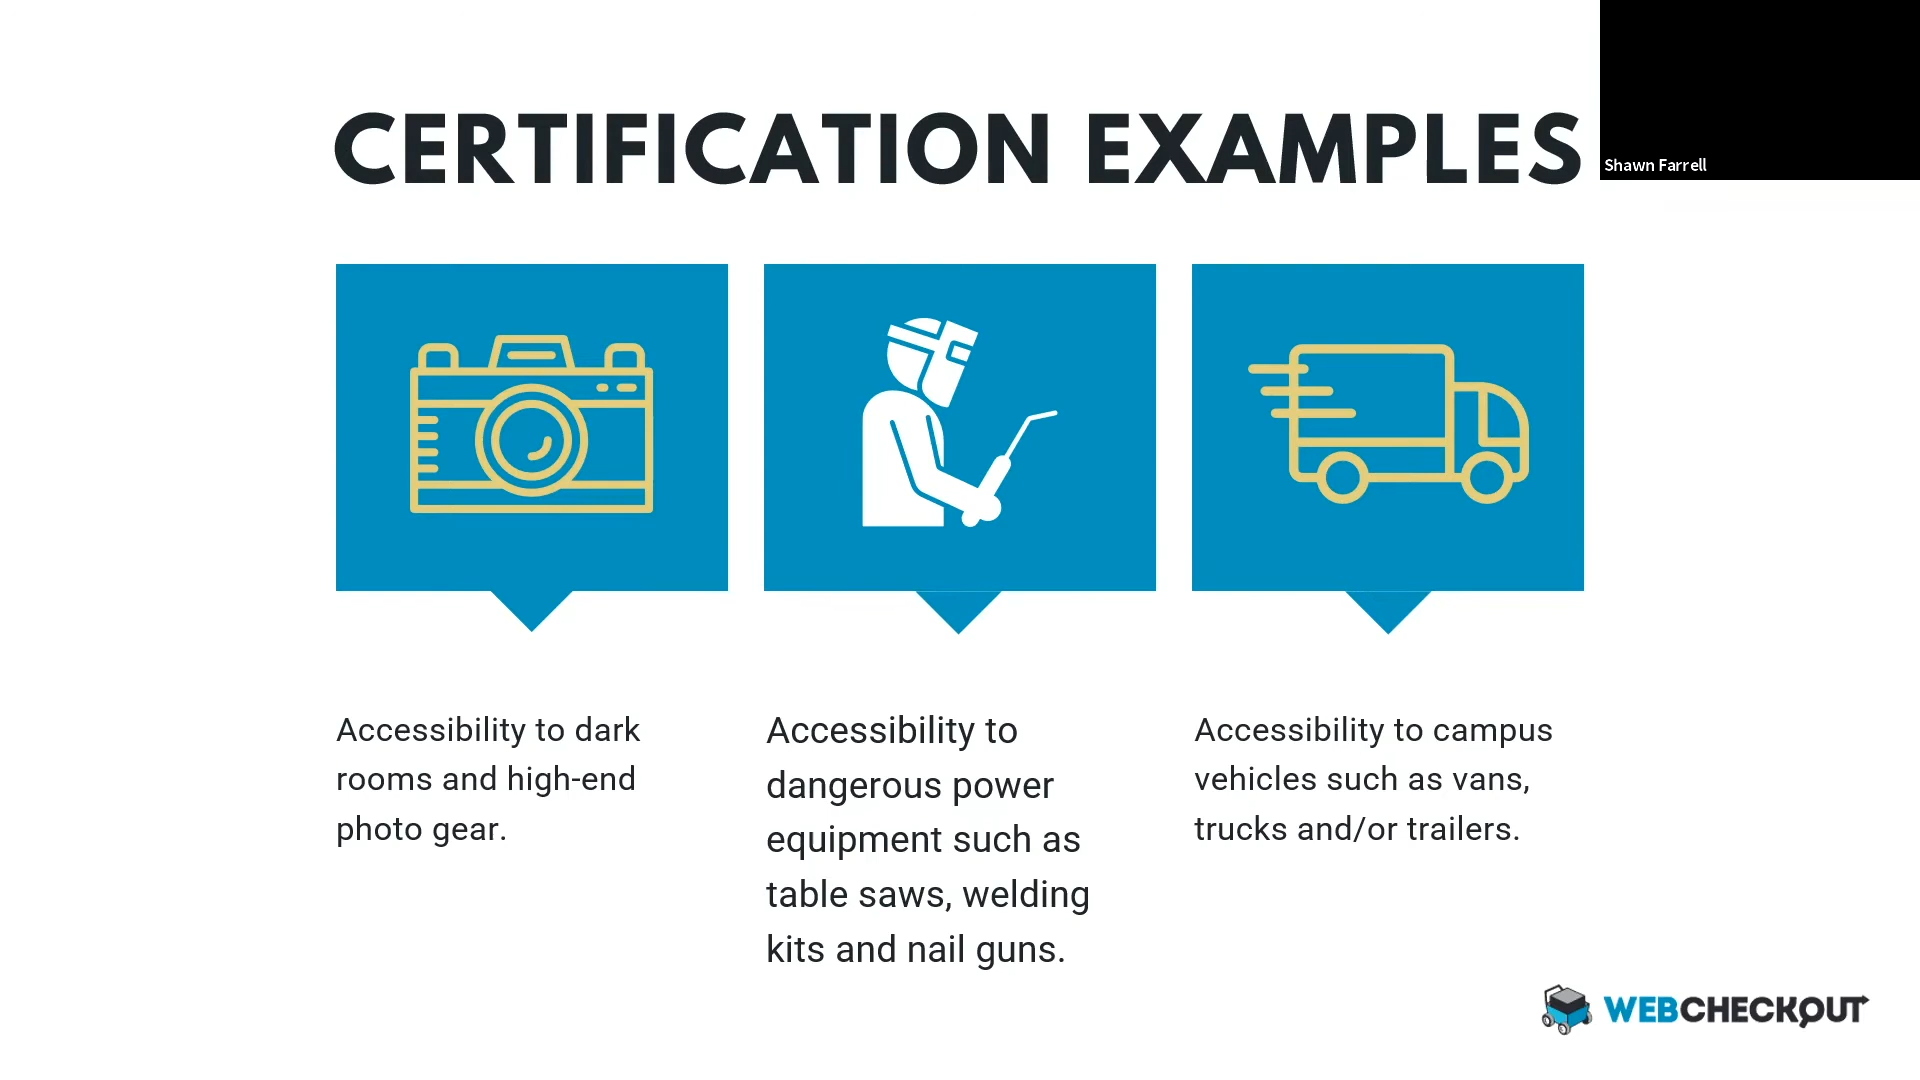 CERTIFICATION EXAMPLES
Shawn Farrell
Accessibility to dark
rooms and high-end
photo gear.
Accessibility to
dangerous power
equipment such as
table saws, welding
kits and nail guns.
Accessibility to campus
vehicles such as vans,
trucks and/or trailers.
WEBCHECKOUT